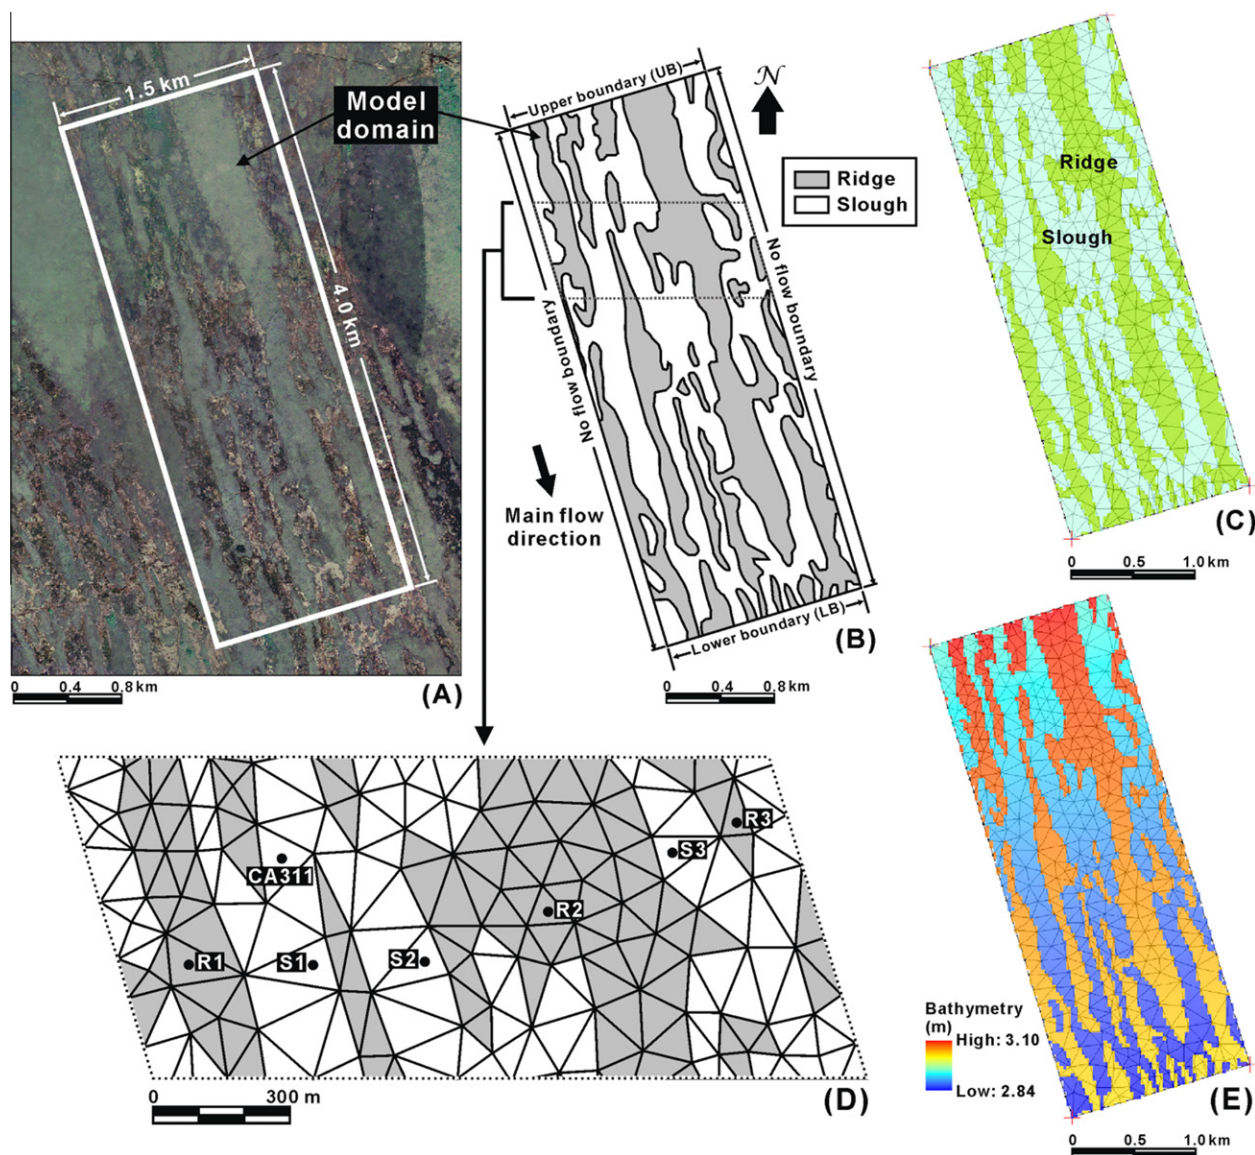 1.5 km
Model
domain
4.0 km
0 0.4 0.8 km
(A)
Upper boundary (UB)
N
Ridge
Slough
No flow boundary
No flow boundary
Main flow
direction
Lower boundary (LB)
0 0.4 0.8 km
(B)
Ridge
Slough
(C)
0 0.5 1.0 km
R3
S3
CA311
R2
R1
S1
S2
0 300 m
(D)
Bathymetry
(m)
High: 3.10
Low: 2.84
(E)
0 0.5 1.0 km